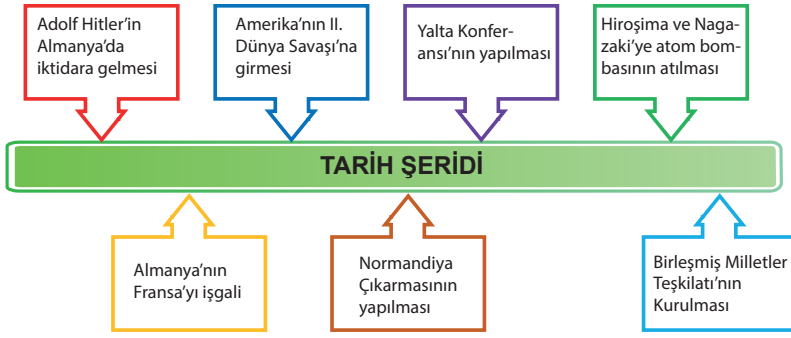 Adolf Hitler'in
Almanya'da
iktidara gelmesi
Amerika'nın II.
Dünya Savaşı'na
girmesi
Yalta Konfer-
ansı'nın yapılması
Hiroşima ve Naga-
zaki'ye atom bom-
basının atılması
TARİH ŞERİDİ
Almanya'nın
Fransa'yı işgali
Normandiya
Çıkarmasının
yapılması
Birleşmiş Milletler
Teşkilatı'nın
Kurulması